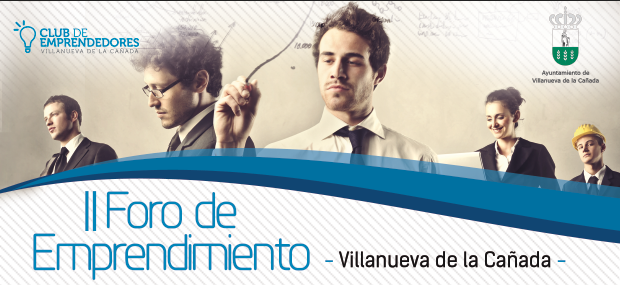 CLUB DE
EMPRENDEDORES
VILLANUEVA DE LA CAÑADA
Ayuntamiento de
Villanueva de la Cañada
II Foro de
Emprendimiento
- Villanueva de la Cañada -